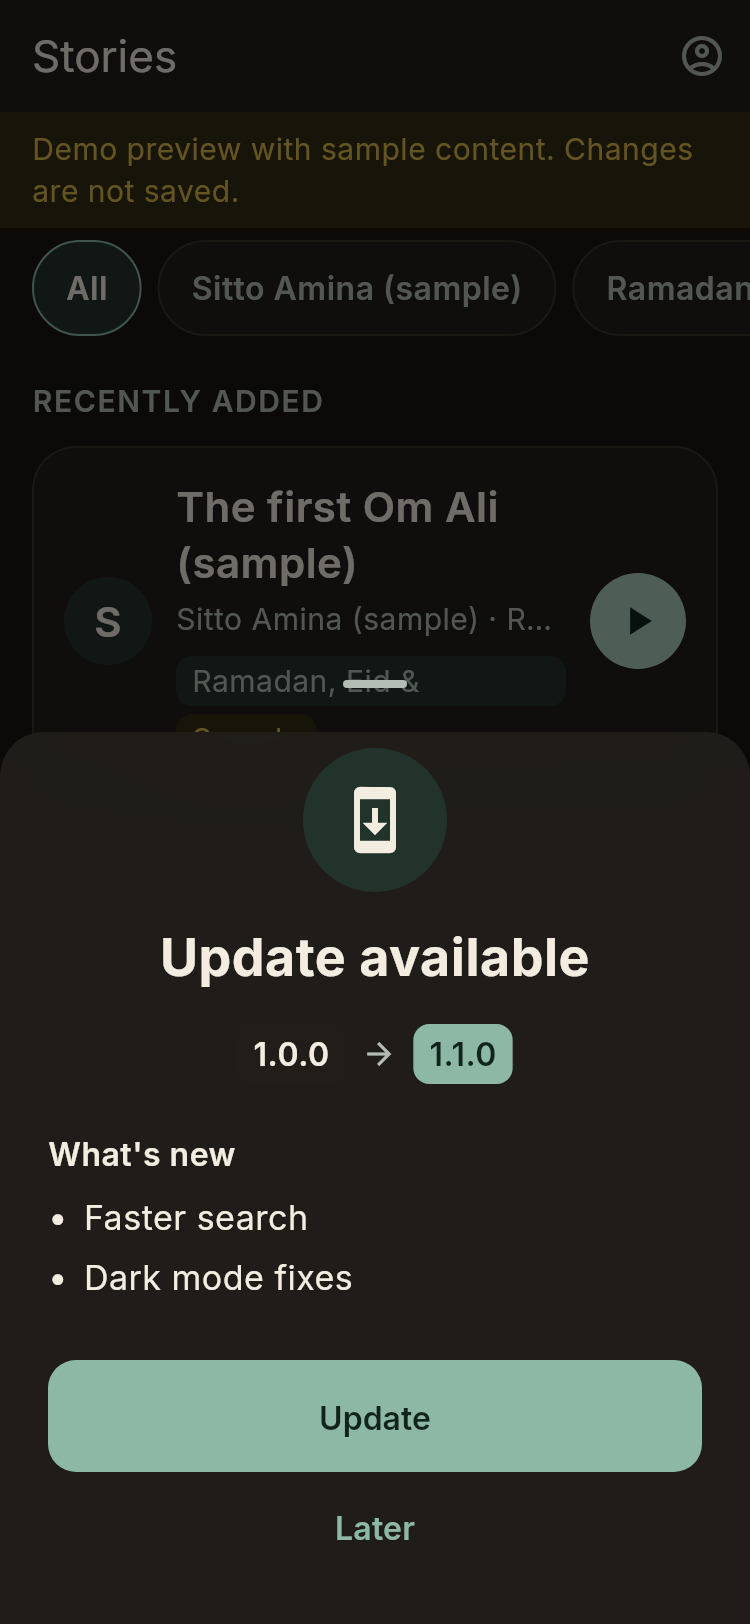 Stories
Demo preview with sample content. Changes
are not saved.
All
Sitto Amina (sample)
Ramadan
RECENTLY ADDED
The first Om Ali
(sample)
S
Sitto Amina (sample) · R...
Ramadan, Eid &
Update available
1.0.0 → 1.1.0
What's new
• Faster search
• Dark mode fixes
Update
Later